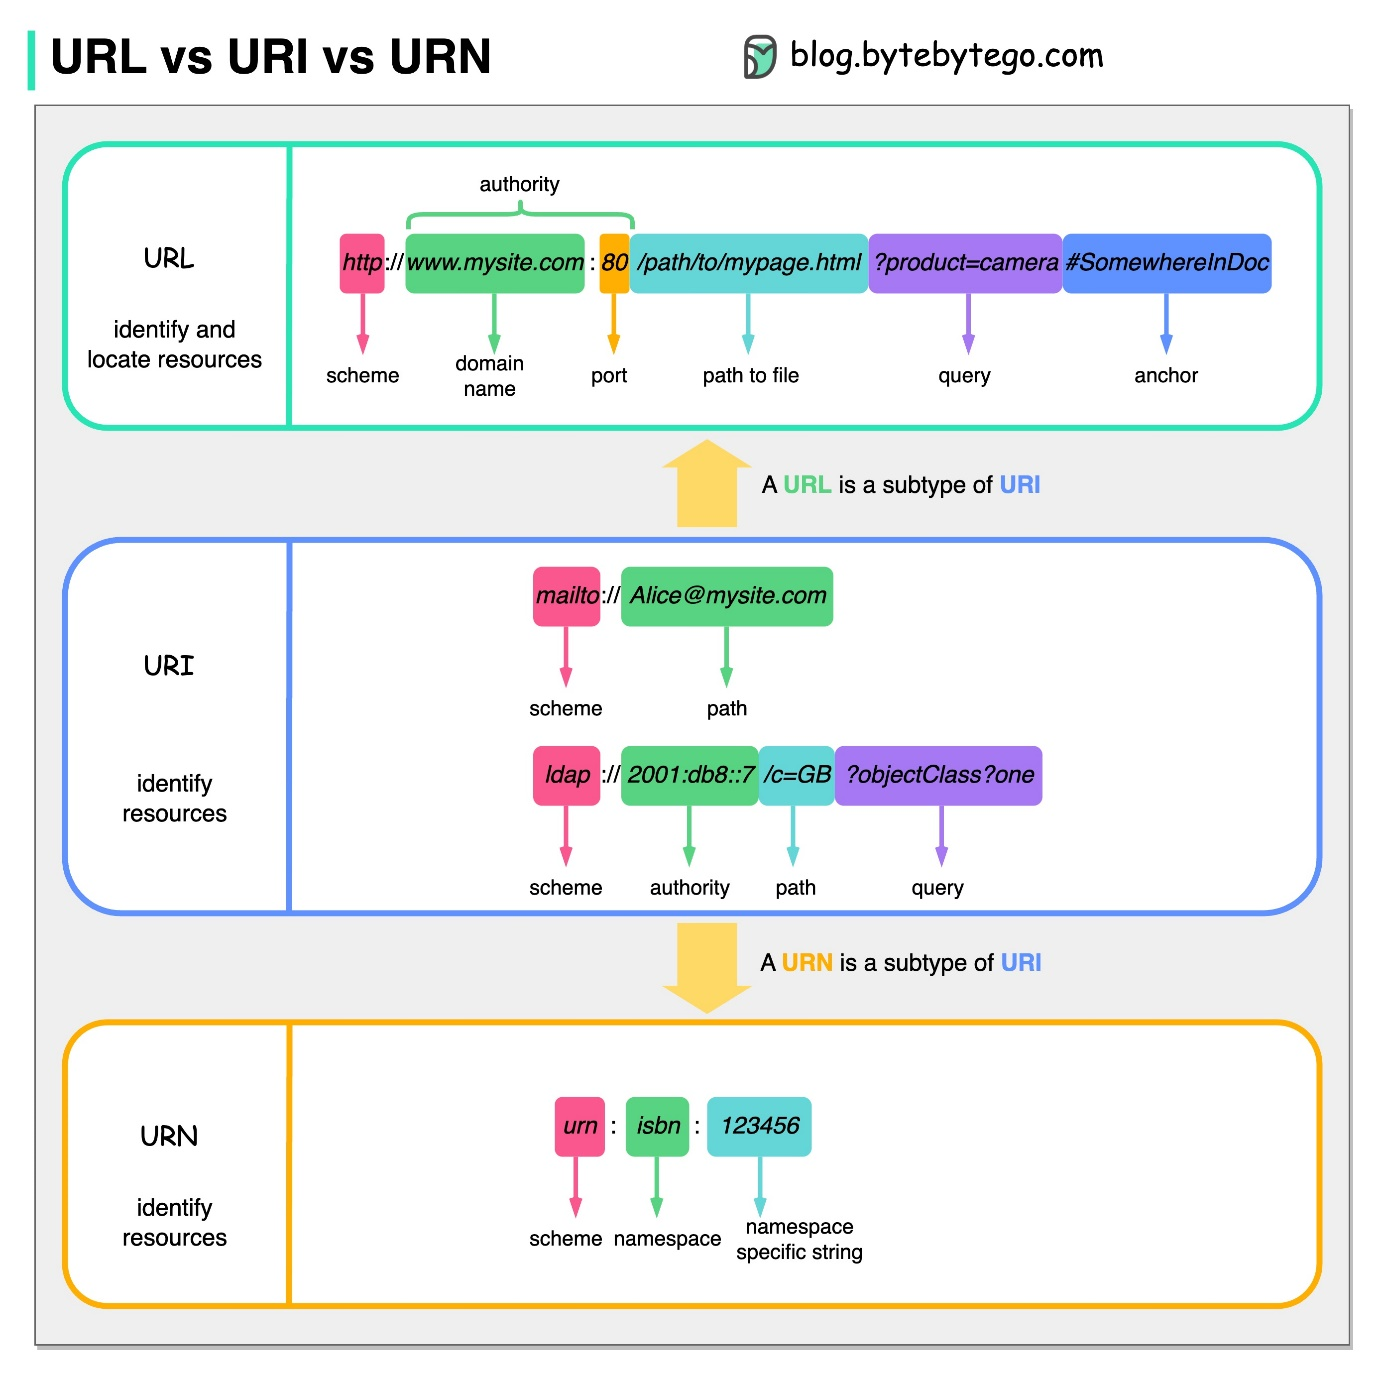 URL vs URI vs URN
blog.bytebytego.com
authority
URL
http://www.mysite.com:80/path/to/mypage.html?product=camera#SomewhereInDoc
identify and
locate resources
scheme
domain
name
port
path to file
query
anchor
A URL is a subtype of URI
URI
mailto://Alice@mysite.com
scheme
path
identify
resources
ldap://2001:db8::7/c=GB?objectClass?one
scheme
authority
path
query
A URN is a subtype of URI
URN
urn : isbn : 123456
identify
resources
scheme
namespace
namespace
specific string